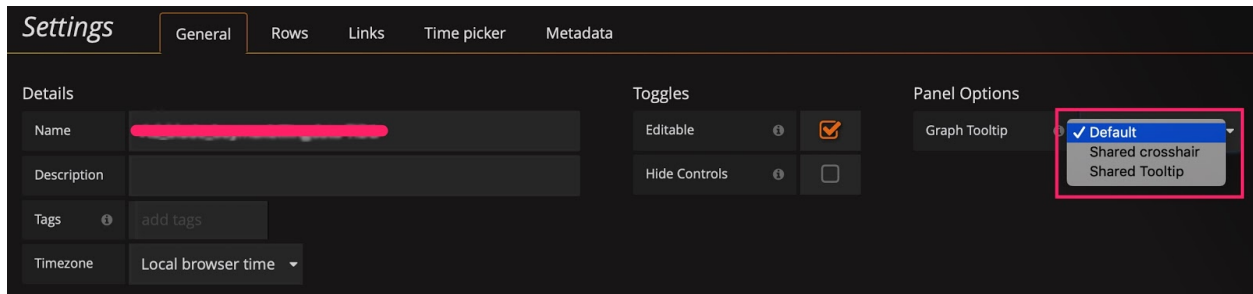 Settings
General Rows Links Time picker Metadata
Details
Name
Description
Tags add tags
Timezone Local browser time
Toggles
Editable
Hide Controls
Panel Options
Graph Tooltip
✓ Default
Shared crosshair
Shared Tooltip